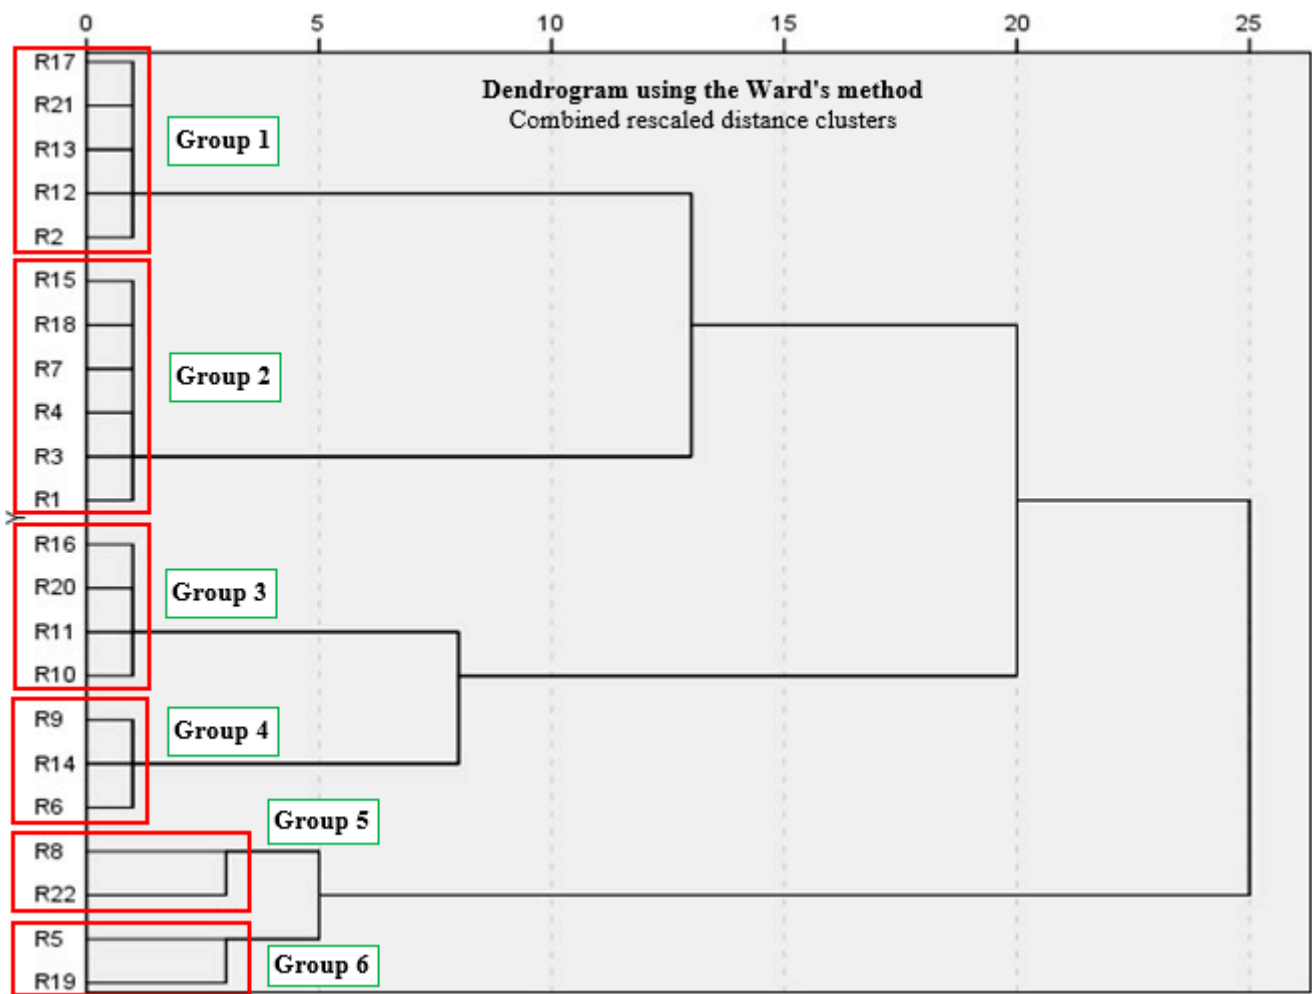 0 5 10 15 20 25
Dendrogram using the Ward's method
Combined rescaled distance clusters
R17
R21
R13
Group 1
R12
R2
R15
R18
R7
Group 2
R4
R3
R1
Y
R16
R20
Group 3
R11
R10
R9
Group 4
R14
R6
Group 5
R8
R22
R5
Group 6
R19